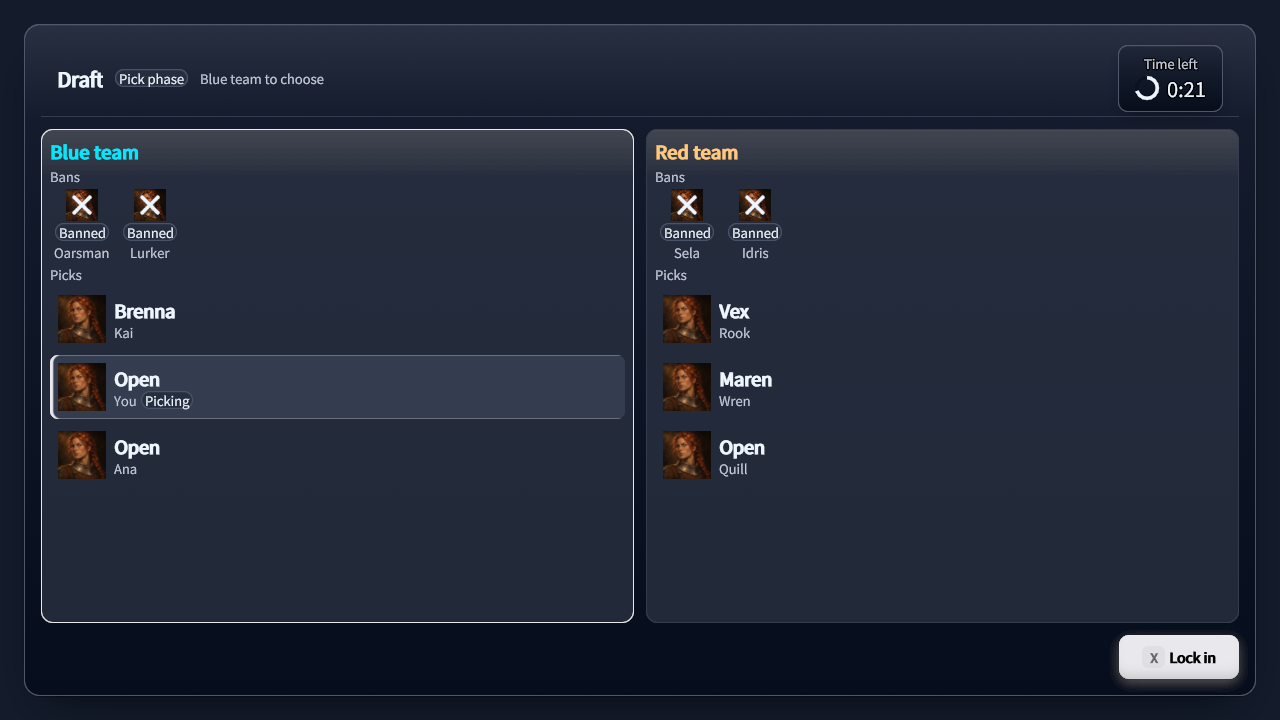 Draft
Pick phase
Blue team to choose
Time left
0:21
Blue team
Bans
Banned
Banned
Oarsman
Lurker
Picks
Brenna
Kai
Open
You Picking
Open
Ana
Red team
Bans
Banned
Banned
Sela
Idris
Picks
Vex
Rook
Maren
Wren
Open
Quill
X Lock in